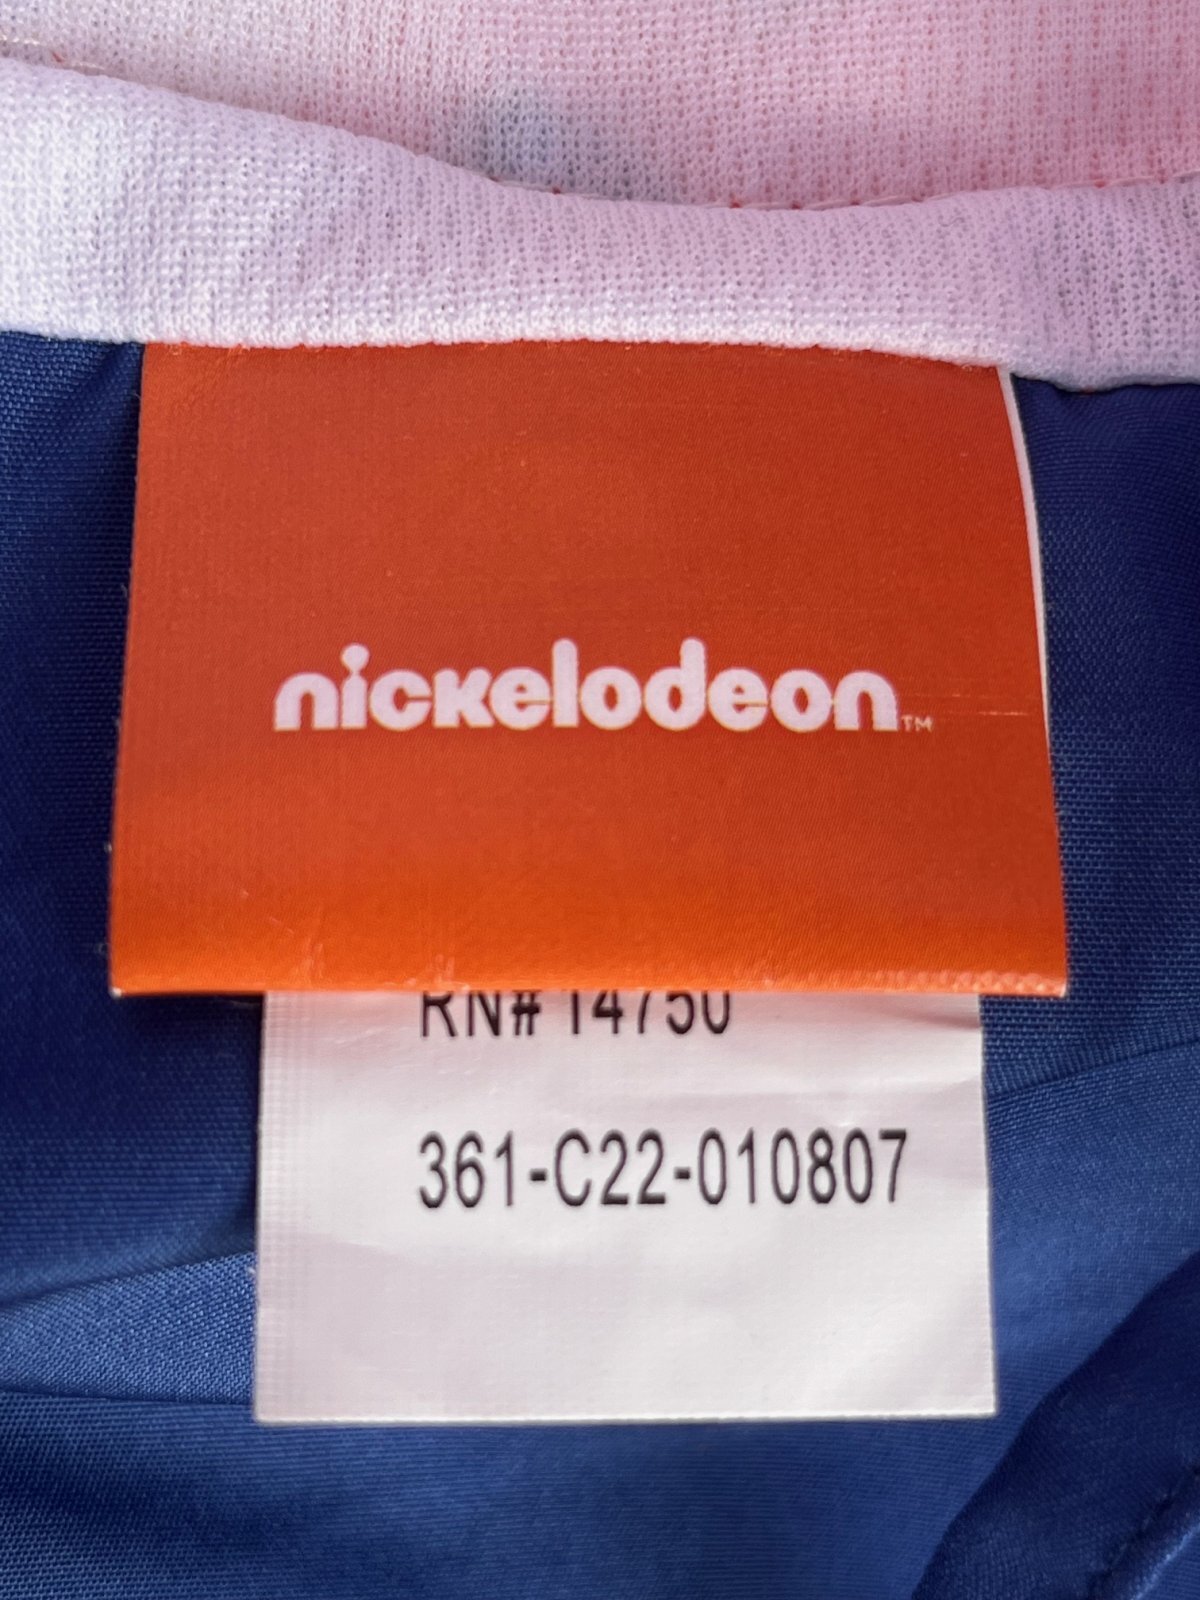 nickelodeon™
RN# 14750
361-C22-010807